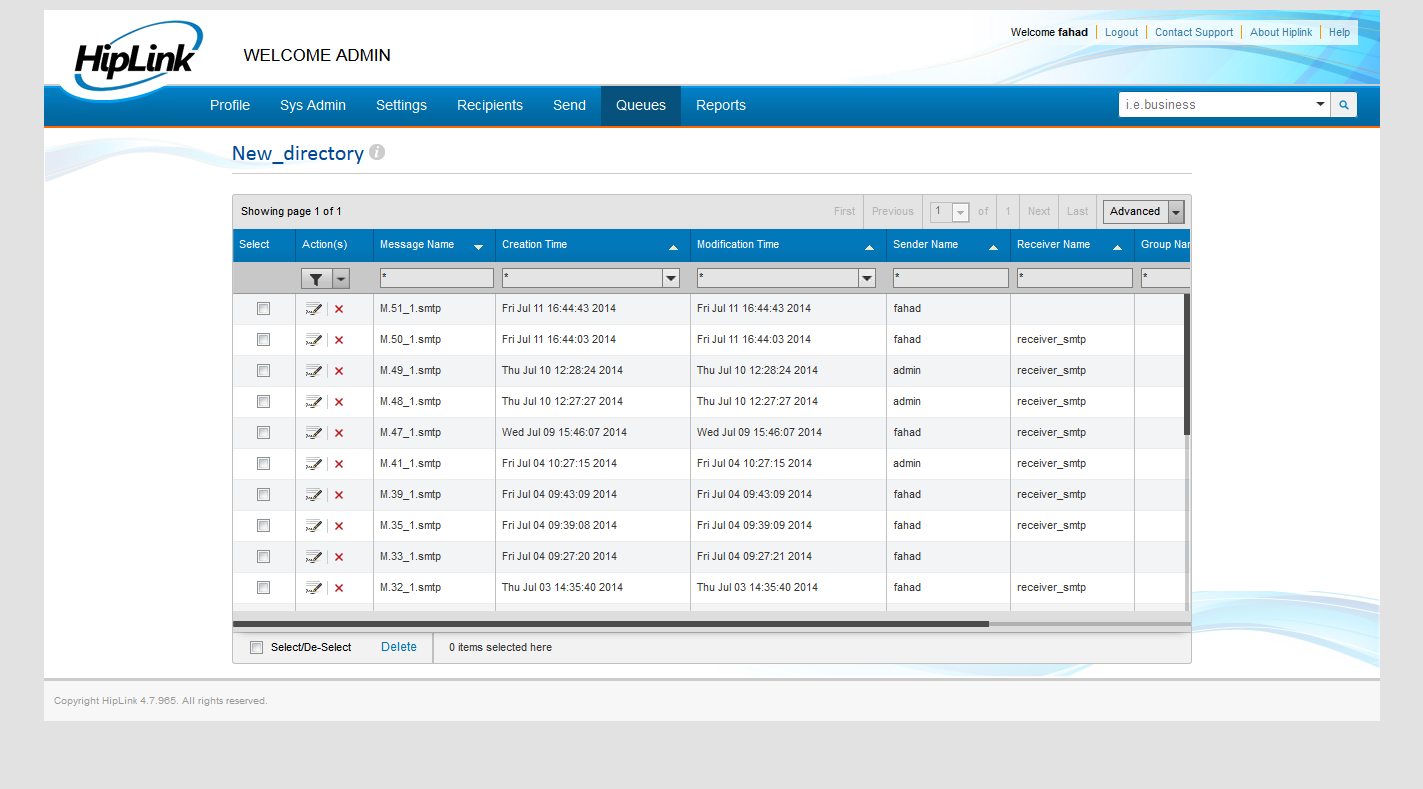 HipLink
WELCOME ADMIN
Welcome fahad Logout Contact Support About Hiplink Help
Profile Sys Admin Settings Recipients Send Queues Reports i.e.business
New_directory i
Showing page 1 of 1 First Previous 1 of 1 Next Last Advanced
Select Action(s) Message Name Creation Time Modification Time Sender Name Receiver Name Group Nar
* * * * * *
M.51_1.smtp Fri Jul 11 16:44:43 2014 Fri Jul 11 16:44:43 2014 fahad
M.50_1.smtp Fri Jul 11 16:44:03 2014 Fri Jul 11 16:44:03 2014 fahad receiver_smtp
M.49_1.smtp Thu Jul 10 12:28:24 2014 Thu Jul 10 12:28:24 2014 admin receiver_smtp
M.48_1.smtp Thu Jul 10 12:27:27 2014 Thu Jul 10 12:27:27 2014 admin receiver_smtp
M.47_1.smtp Wed Jul 09 15:46:07 2014 Wed Jul 09 15:46:07 2014 fahad receiver_smtp
M.41_1.smtp Fri Jul 04 10:27:15 2014 Fri Jul 04 10:27:15 2014 admin receiver_smtp
M.39_1.smtp Fri Jul 04 09:43:09 2014 Fri Jul 04 09:43:09 2014 fahad receiver_smtp
M.35_1.smtp Fri Jul 04 09:39:08 2014 Fri Jul 04 09:39:09 2014 fahad receiver_smtp
M.33_1.smtp Fri Jul 04 09:27:20 2014 Fri Jul 04 09:27:21 2014 fahad
M.32_1.smtp Thu Jul 03 14:35:40 2014 Thu Jul 03 14:35:40 2014 fahad receiver_smtp
Select/De-Select Delete 0 items selected here
Copyright HipLink 4.7.965. All rights reserved.